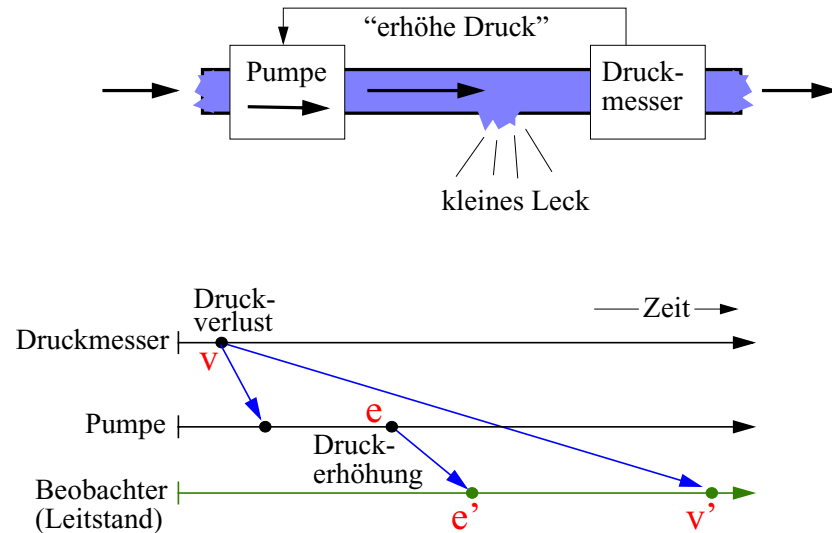 “erhöhe Druck”
Pumpe
Druck-
messer
kleines Leck
Druck-
verlust
Zeit
Druckmesser
v
e
Pumpe
Druck-
erhöhung
Beobachter
(Leitstand)
e’
v’